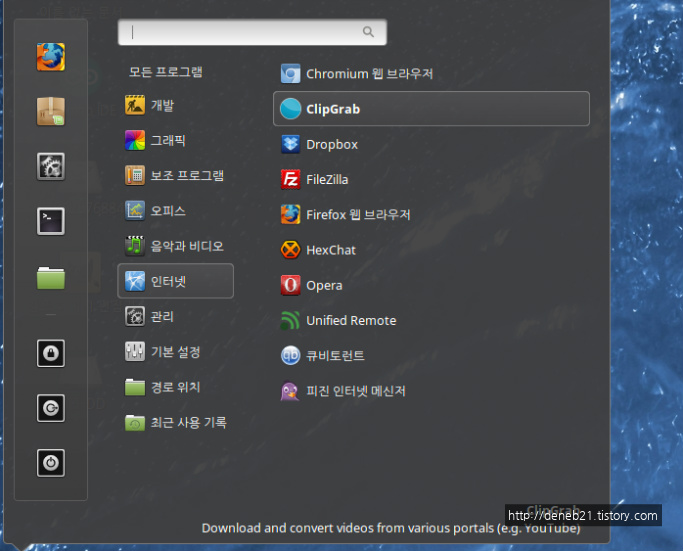 모든 프로그램
개발
그래픽
보조 프로그램
오피스
음악과 비디오
인터넷
관리
기본 설정
경로 위치
최근 사용 기록
Chromium 웹 브라우저
ClipGrab
Dropbox
FileZilla
Firefox 웹 브라우저
HexChat
Opera
Unified Remote
큐비토런트
피진 인터넷 메신저
ClipGrab
http://deneb21.tistory.com
Download and convert videos from various portals (e.g. YouTube)